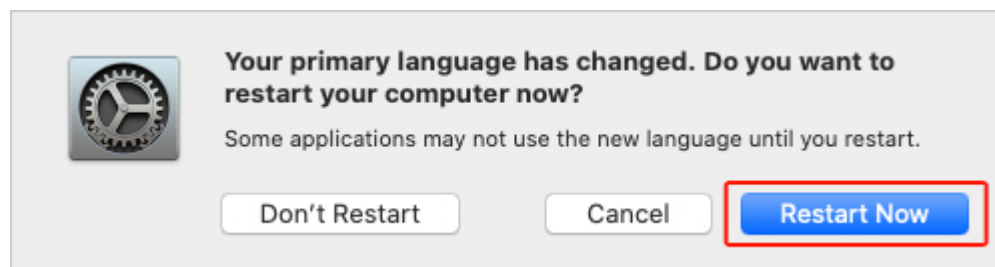 Your primary language has changed. Do you want to
restart your computer now?
Some applications may not use the new language until you restart.
Don’t Restart
Cancel
Restart Now